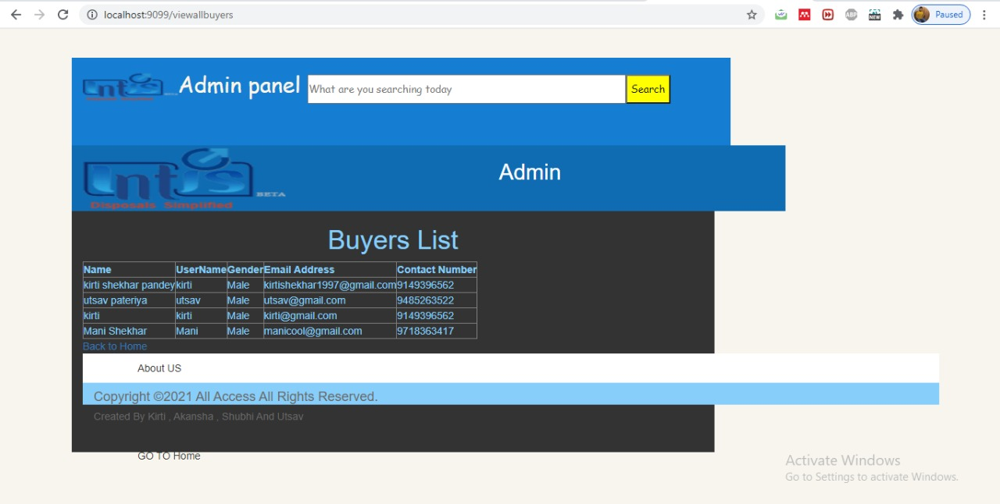 localhost:9099/viewallbuyers
ABP
NEW
Paused
Admin panel What are you searching today Search
BETA
Disposals Simplified
Admin
Buyers List
Name UserName Gender Email Address Contact Number
kirti shekhar pandey kirti Male kirtishekhar1997@gmail.com 9149396562
utsav pateriya utsav Male utsav@gmail.com 9485263522
kirti kirti Male kirti@gmail.com 9149396562
Mani Shekhar Mani Male manicool@gmail.com 9718363417
Back to Home
About US
Copyright ©2021 All Access All Rights Reserved.
Created By Kirti , Akansha , Shubhi And Utsav
GO TO Home
Activate Windows
Go to Settings to activate Windows.